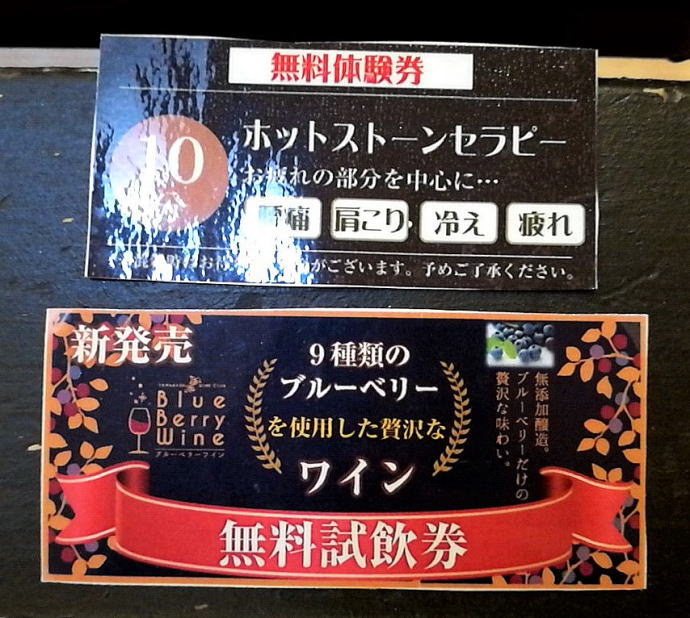 無料体験券
10
分
ホットストーンセラピー
お疲れの部分を中心に…
腰痛 肩こり 冷え 疲れ
がございます。予めご了承ください。
新発売
Blue
Berry
Wine
ブルーベリーワイン
9種類の
ブルーベリー
を使用した贅沢な
ワイン
無添加醸造。
ブルーベリーだけの
贅沢な味わい。
無料試飲券